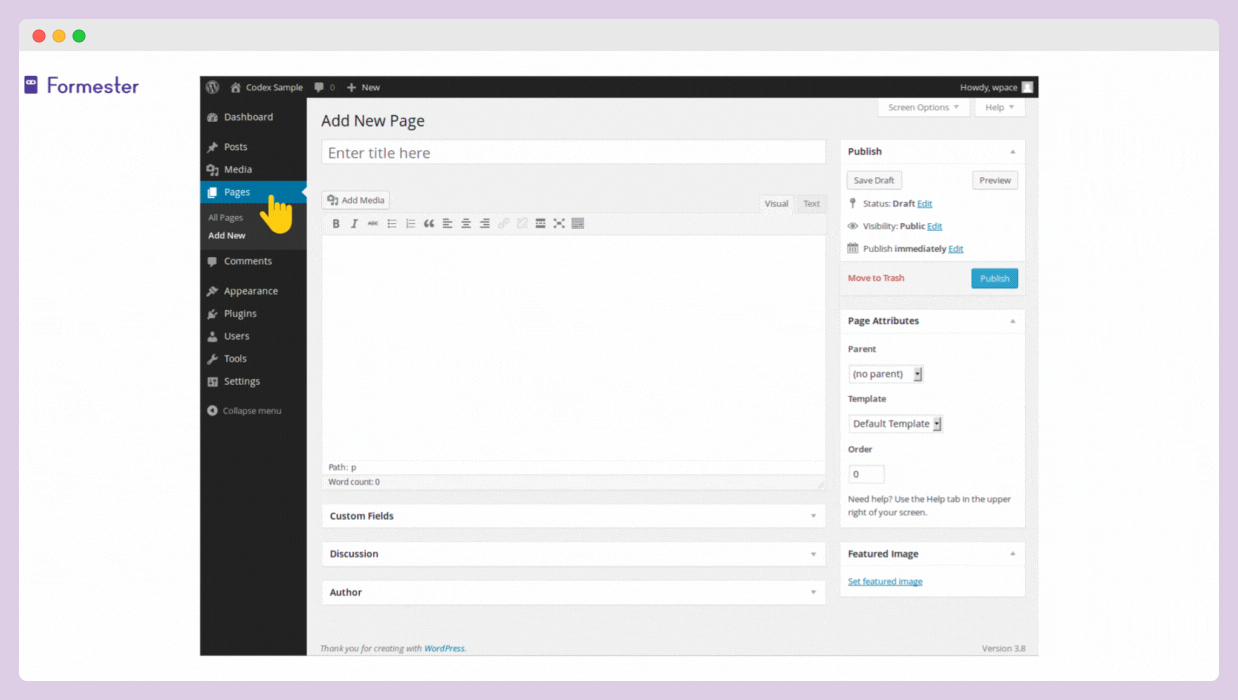 Formester
Codex Sample 0 New Howdy, wpace
Screen Options Help
Dashboard
Posts
Media
Pages
All Pages
Add New
Comments
Appearance
Plugins
Users
Tools
Settings
Collapse menu
Add New Page
Enter title here
Add Media
Visual Text
B I ABC
Path: p
Word count: 0
Custom Fields
Discussion
Author
Thank you for creating with WordPress.
Publish
Save Draft Preview
Status: Draft Edit
Visibility: Public Edit
Publish immediately Edit
Move to Trash Publish
Page Attributes
Parent
(no parent)
Template
Default Template
Order
0
Need help? Use the Help tab in the upper
right of your screen.
Featured Image
Set featured image
Version 3.8